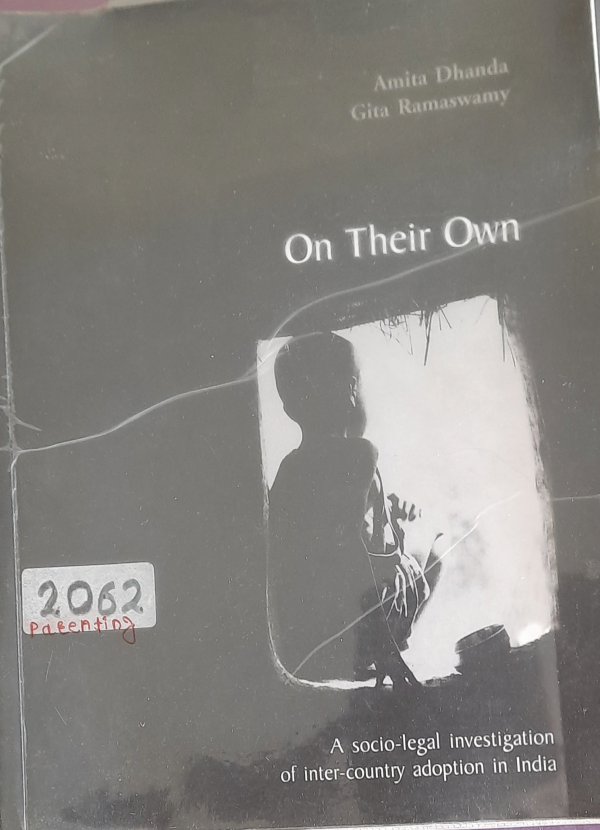 Amita Dhanda
Gita Ramaswamy
On Their Own
2062
Parenting
A socio-legal investigation
of inter-country adoption in India